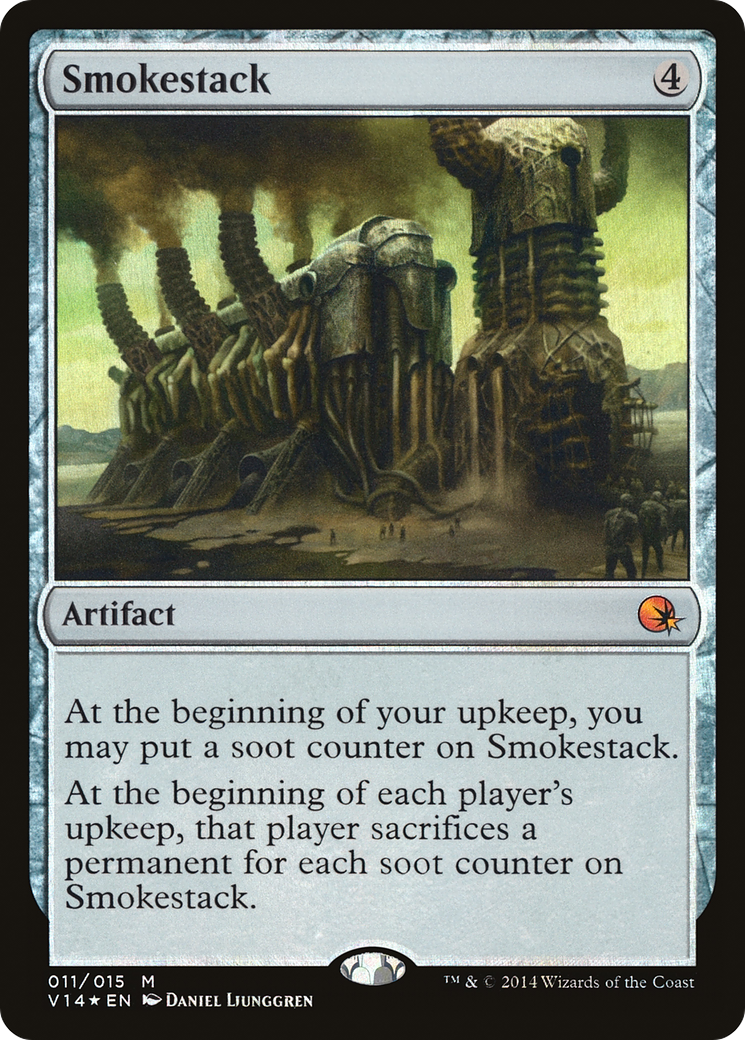 Smokestack 4
Artifact
At the beginning of your upkeep, you
may put a soot counter on Smokestack.
At the beginning of each player's
upkeep, that player sacrifices a
permanent for each soot counter on
Smokestack.
011/015 M
V14★EN Daniel Ljunggren
™ & © 2014 Wizards of the Coast